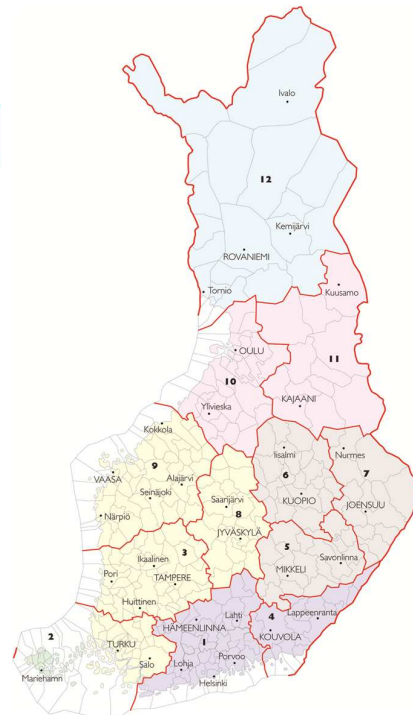 Ivalo
12
Kemijärvi
ROVANIEMI
Tornio
Kuusamo
OULU
11
10
Ylivieska
KAJAANI
Kokkola
9
VAASA
Alajärvi
Seinäjoki
Närpiö
Iisalmi
Nurmes
6
7
KUOPIO
JOENSUU
Saarijärvi
8
JYVÄSKYLÄ
3
Ikaalinen
Pori
TAMPERE
Huittinen
5
Savonlinna
MIKKELI
2
Mariehamn
TURKU
Salo
HÄMEENLINNA
Lahti
1
Lohja
Porvoo
Helsinki
4
Lappeenranta
KOUVOLA